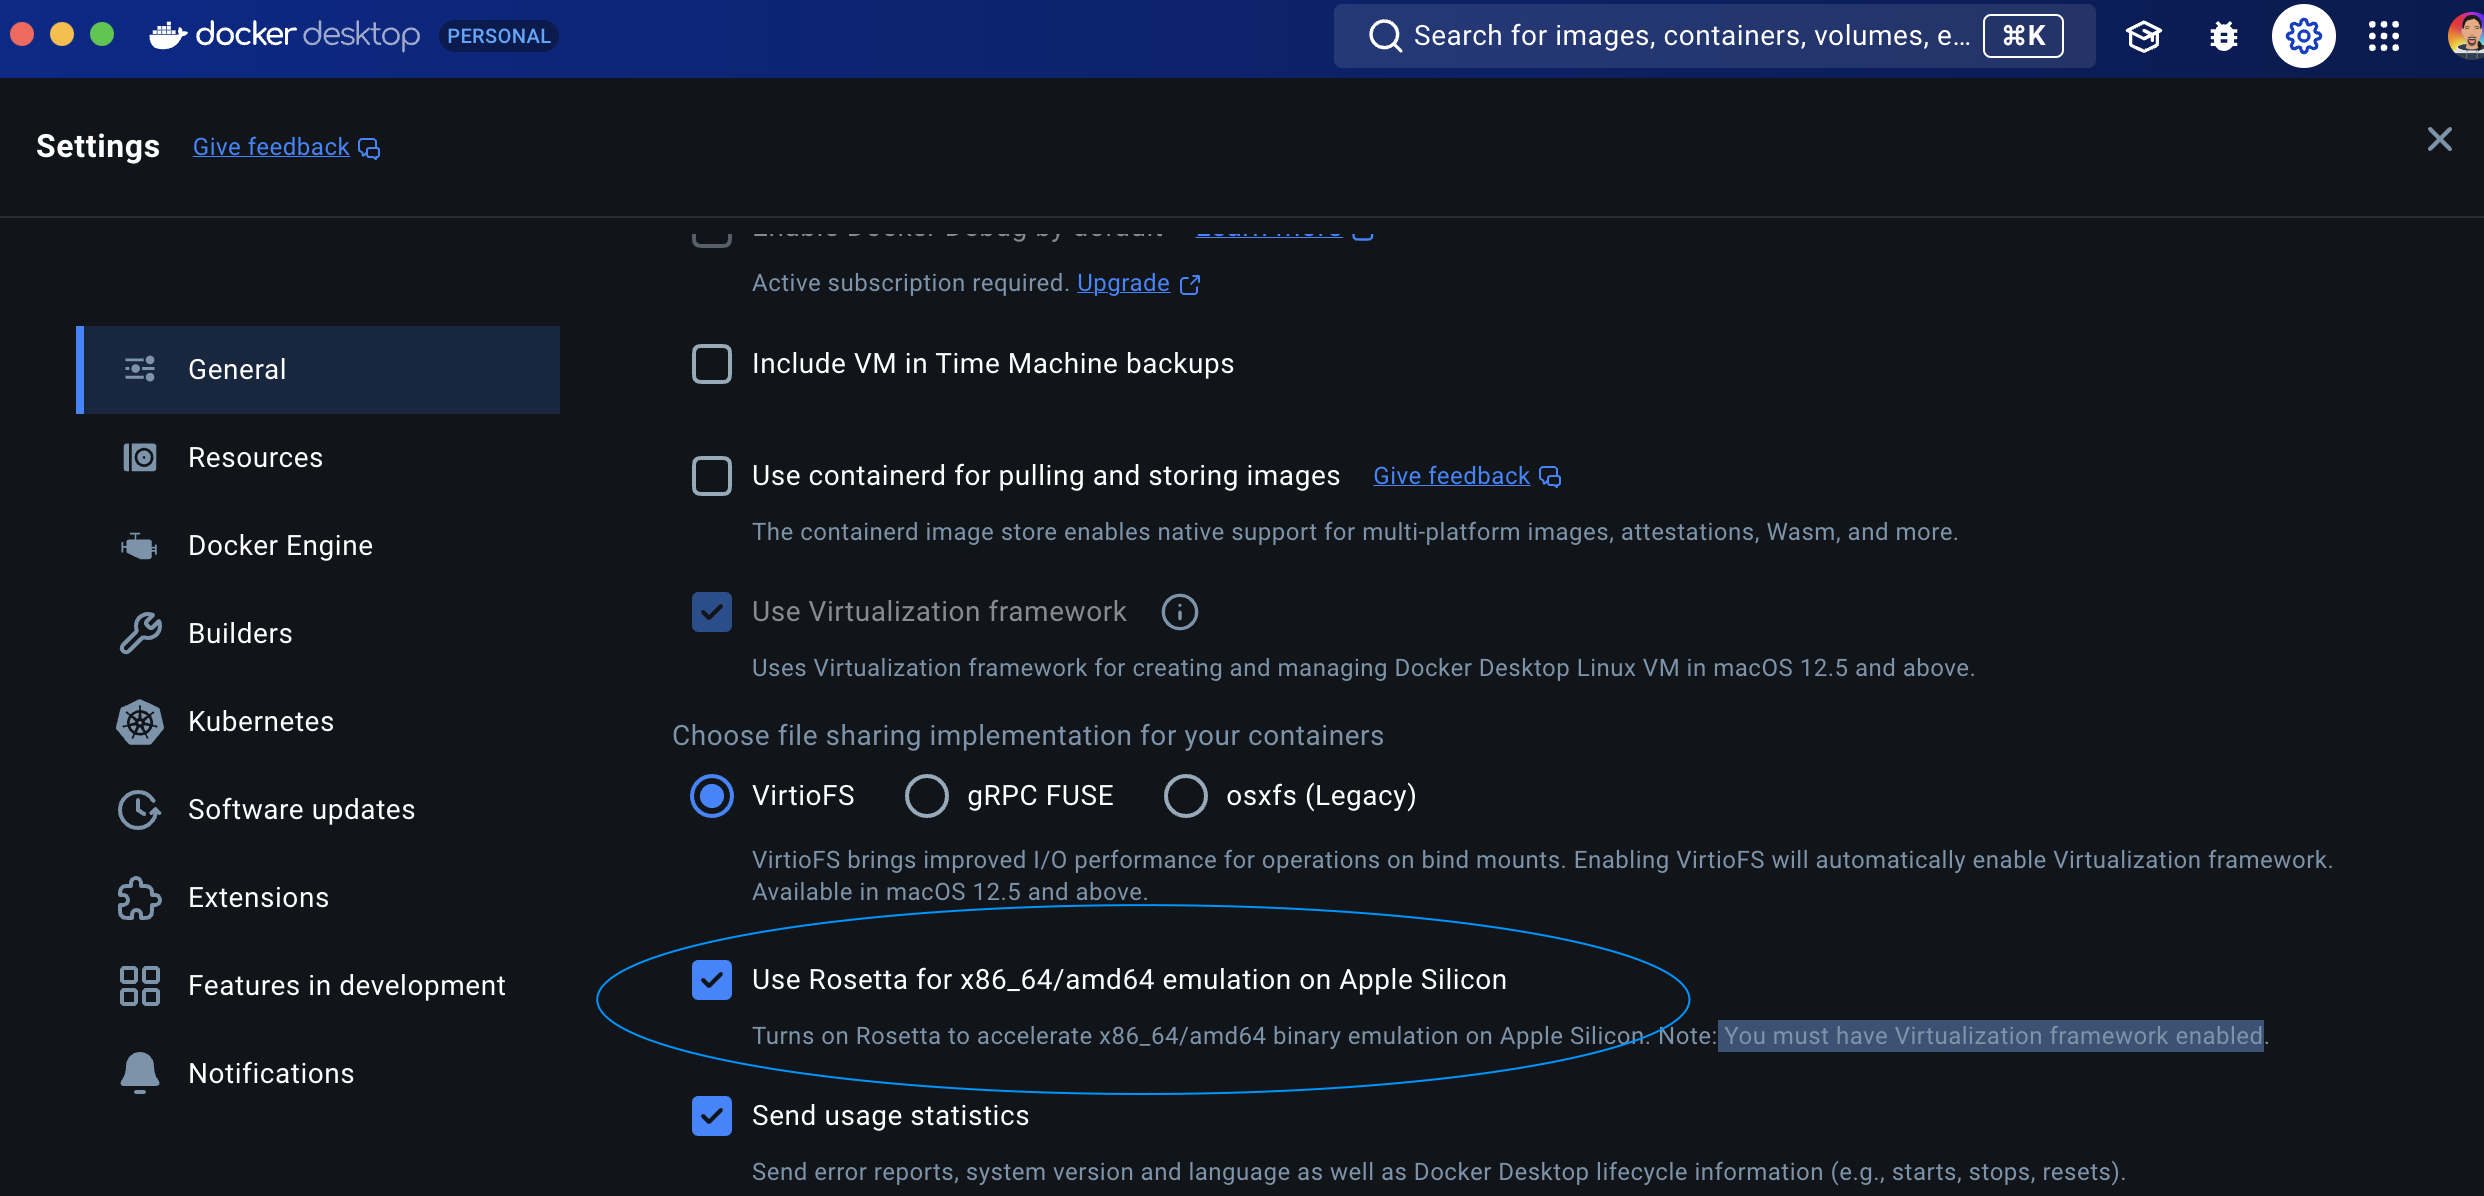 docker desktop PERSONAL
Search for images, containers, volumes, e... ⌘K
Settings Give feedback
Enable Docker Debug by default Learn more
Active subscription required. Upgrade
Include VM in Time Machine backups
Use containerd for pulling and storing images Give feedback
The containerd image store enables native support for multi-platform images, attestations, Wasm, and more.
Use Virtualization framework
Uses Virtualization framework for creating and managing Docker Desktop Linux VM in macOS 12.5 and above.
Choose file sharing implementation for your containers
VirtioFS gRPC FUSE osxfs (Legacy)
VirtioFS brings improved I/O performance for operations on bind mounts. Enabling VirtioFS will automatically enable Virtualization framework.
Available in macOS 12.5 and above.
Use Rosetta for x86_64/amd64 emulation on Apple Silicon
Turns on Rosetta to accelerate x86_64/amd64 binary emulation on Apple Silicon. Note: You must have Virtualization framework enabled.
Send usage statistics
Send error reports, system version and language as well as Docker Desktop lifecycle information (e.g., starts, stops, resets).
General
Resources
Docker Engine
Builders
Kubernetes
Software updates
Extensions
Features in development
Notifications